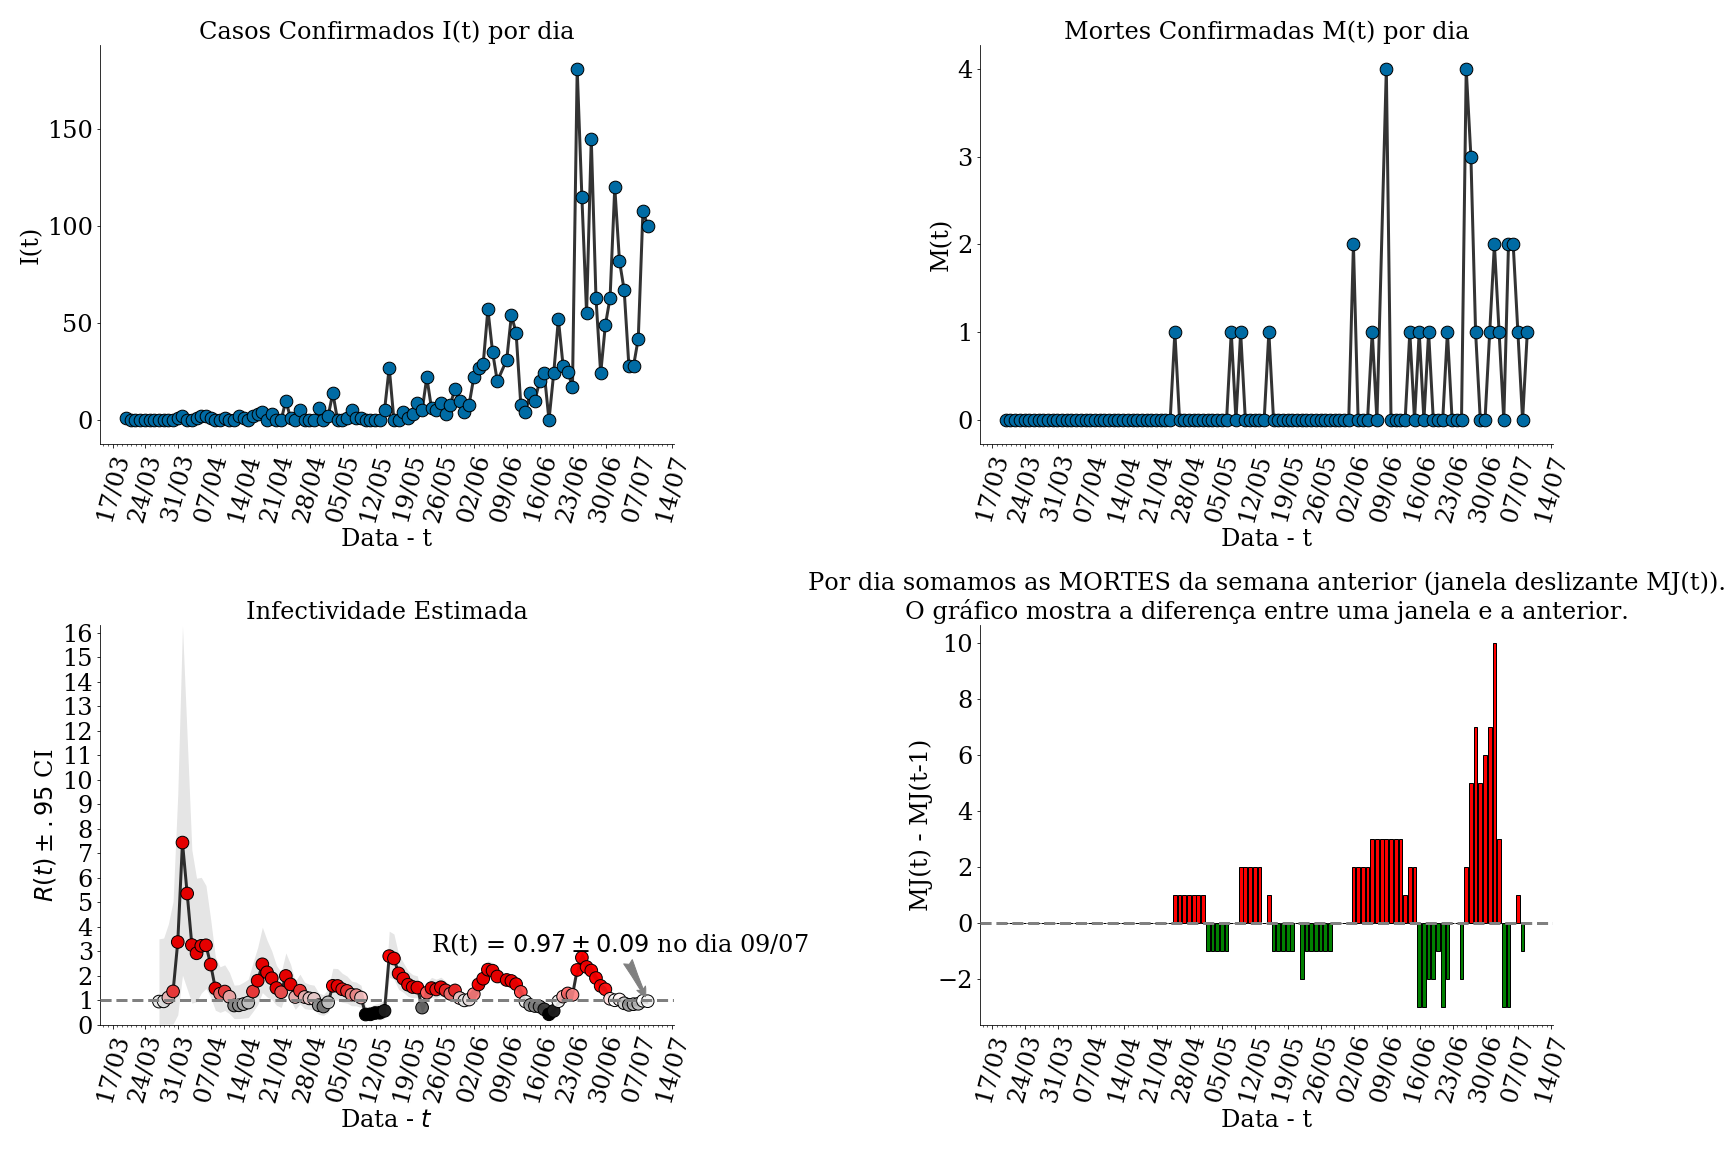 Casos Confirmados I(t) por dia
I(t)
150
100
50
0
17/03 24/03 31/03 07/04 14/04 21/04 28/04 05/05 12/05 19/05 26/05 02/06 09/06 16/06 23/06 30/06 07/07 14/07
Data - t
Mortes Confirmadas M(t) por dia
M(t)
4
3
2
1
0
17/03 24/03 31/03 07/04 14/04 21/04 28/04 05/05 12/05 19/05 26/05 02/06 09/06 16/06 23/06 30/06 07/07 14/07
Data - t
Infectividade Estimada
R(t) ± .95 CI
16
15
14
13
12
11
10
9
8
7
6
5
4
3
2
1
0
R(t) = 0.97 ± 0.09 no dia 09/07
17/03 24/03 31/03 07/04 14/04 21/04 28/04 05/05 12/05 19/05 26/05 02/06 09/06 16/06 23/06 30/06 07/07 14/07
Data - t
Por dia somamos as MORTES da semana anterior (janela deslizante MJ(t)).
O gráfico mostra a diferença entre uma janela e a anterior.
MJ(t) - MJ(t-1)
10
8
6
4
2
0
−2
17/03 24/03 31/03 07/04 14/04 21/04 28/04 05/05 12/05 19/05 26/05 02/06 09/06 16/06 23/06 30/06 07/07 14/07
Data - t